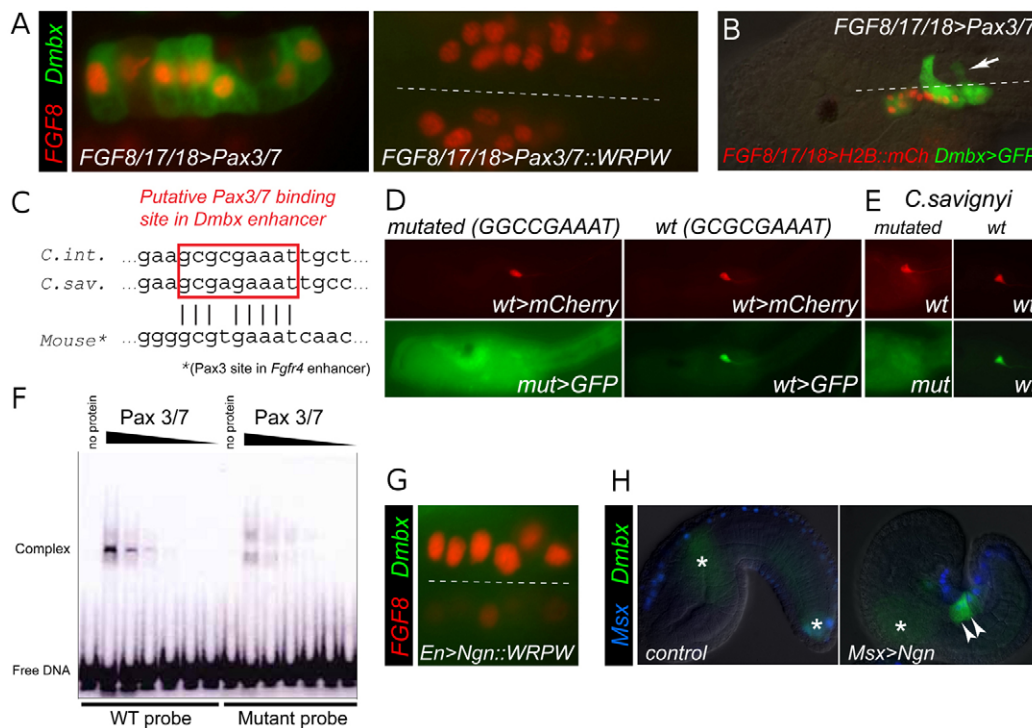 A
FGF8 Dmbx
FGF8/17/18>Pax3/7
FGF8/17/18>Pax3/7::WRPW
B
FGF8/17/18>Pax3/7
FGF8/17/18>H2B::mCh Dmbx>GFP
C
Putative Pax3/7 binding
site in Dmbx enhancer
C.int. ...gaagcgcgaaattgct...
C.sav. ...gaagcgagaaattgcc...
Mouse* ...ggggcgtgaaatcaac...
*(Pax3 site in Fgfr4 enhancer)
D
mutated (GGCCGAAAT)
wt (GCGCGAAAT)
wt>mCherry
wt>mCherry
mut>GFP
wt>GFP
E
C.savignyi
mutated
wt
wt
wt
mut
w
F
no protein
Pax 3/7
no protein
Pax 3/7
Complex
Free DNA
WT probe
Mutant probe
G
FGF8 Dmbx
En>Ngn::WRPW
H
Msx Dmbx
*
*
control
*
Msx>Ngn